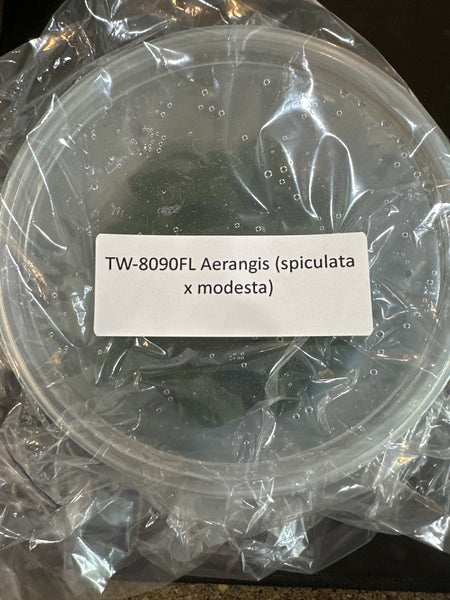 TW-8090FL Aerangis (spiculata
x modesta)